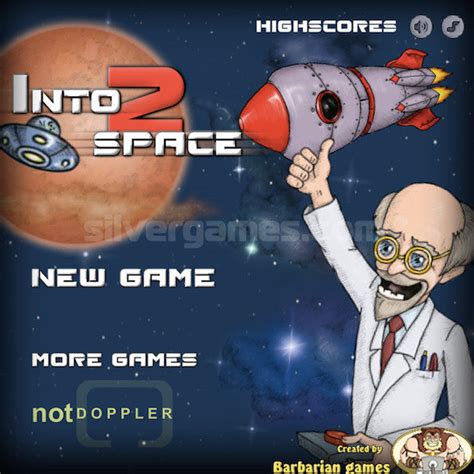 HIGHSCORES
INTO 2
SPACE
silvergames.com
NEW GAME
MORE GAMES
notDOPPLER
Created by
Barbarian games